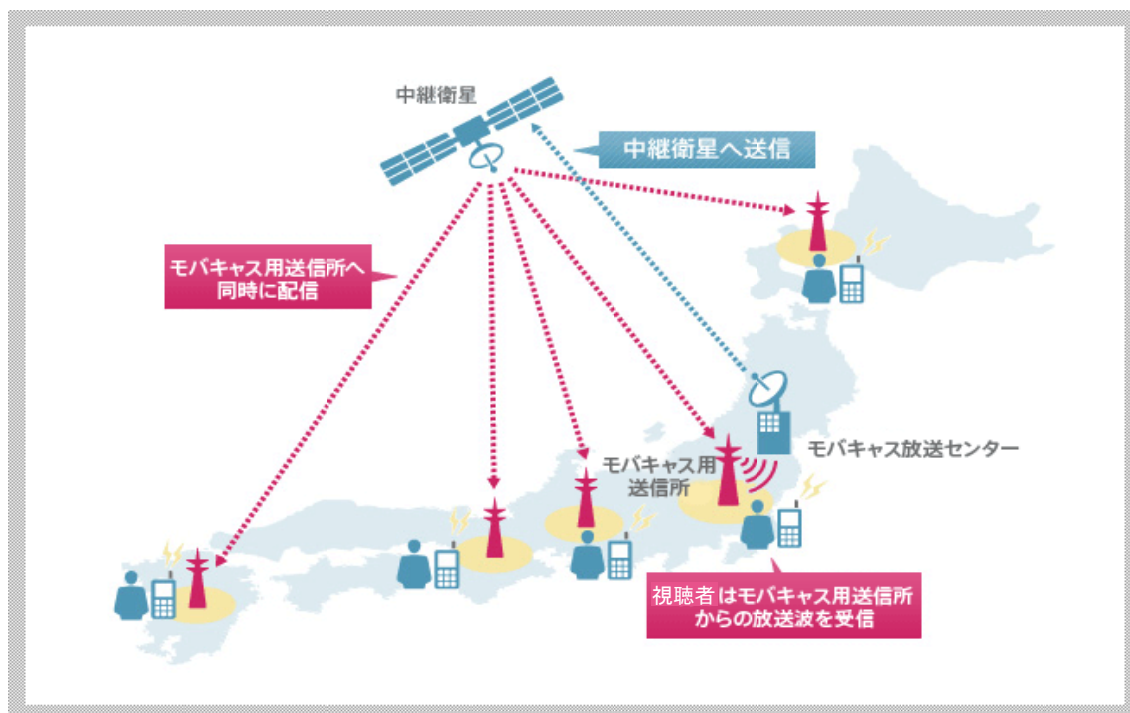 中継衛星
中継衛星へ送信
モバキャス用送信所へ
同時に配信
モバキャス放送センター
モバキャス用
送信所
視聴者はモバキャス用送信所
からの放送波を受信